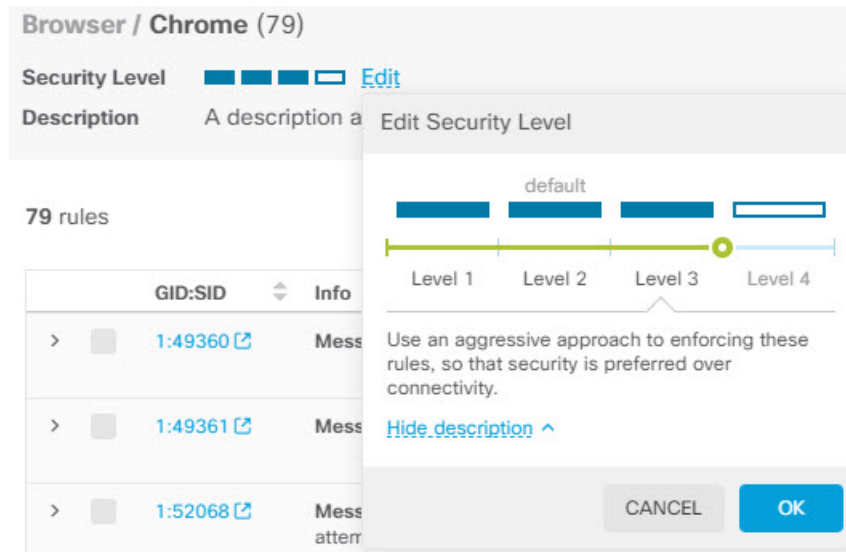 Browser / Chrome (79)
Security Level Edit
Description A description a
Edit Security Level
default
Level 1 Level 2 Level 3 Level 4
Use an aggressive approach to enforcing these
rules, so that security is preferred over
connectivity.
Hide description
CANCEL OK
79 rules
GID:SID Info
1:49360 Mess
1:49361 Mess
1:52068 Mess
attem